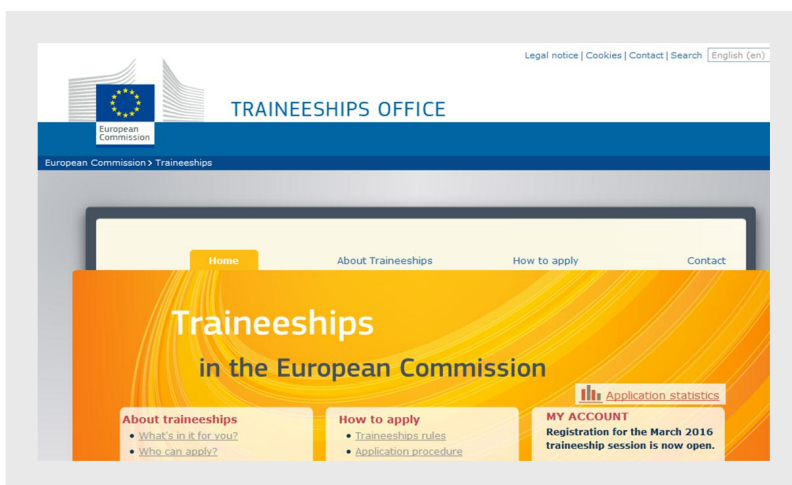 Legal notice | Cookies | Contact | Search English (en)
TRAINEESHIPS OFFICE
European
Commission
European Commission > Traineeships
Home About Traineeships How to apply Contact
Traineeships
in the European Commission
Application statistics
About traineeships
• What's in it for you?
• Who can apply?
How to apply
• Traineeships rules
• Application procedure
MY ACCOUNT
Registration for the March 2016
traineeship session is now open.